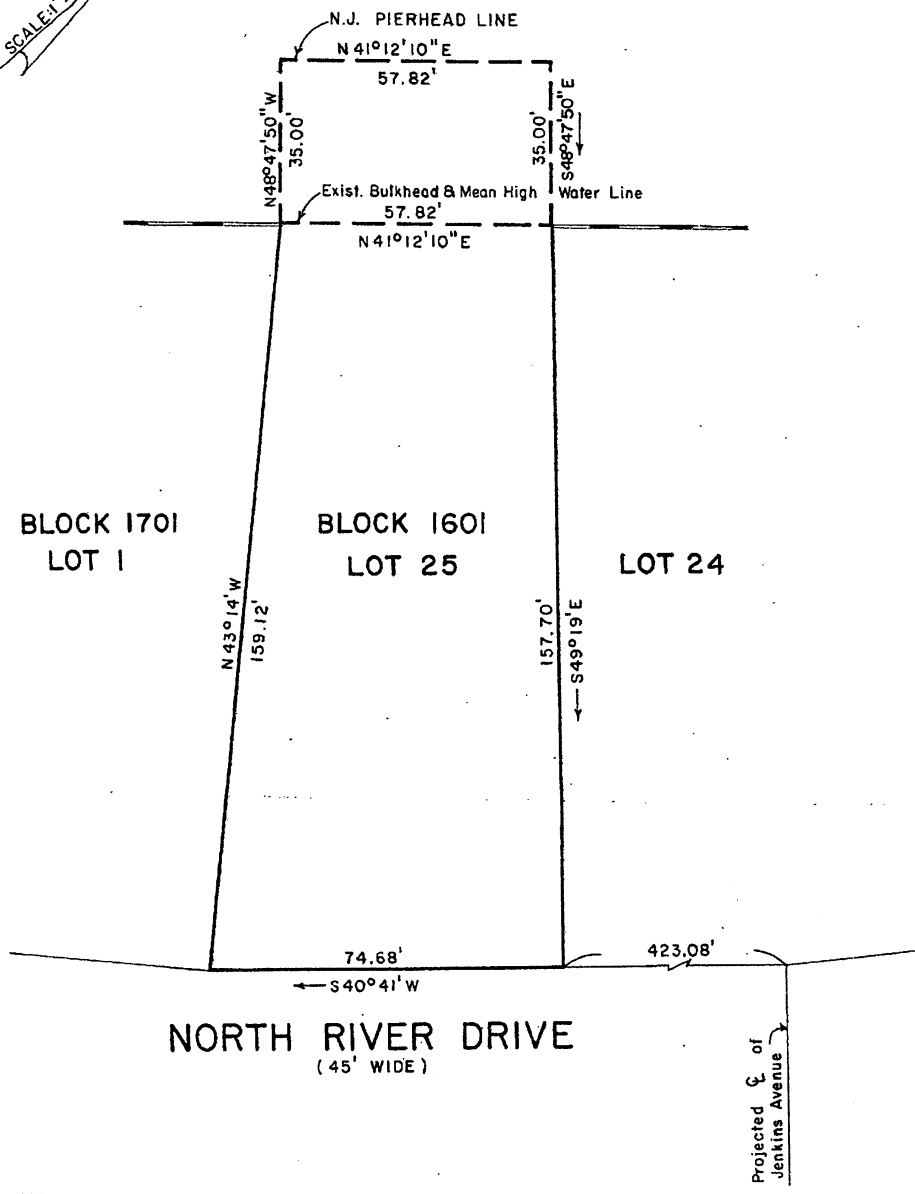 SCALE: 1"
N.J. PIERHEAD LINE
N 41°12'10" E
57.82'
N48°47'50" W
35.00'
35.00'
S48°47'50" E
Exist. Bulkhead & Mean High Water Line
57.82'
N 41°12'10" E
BLOCK 1701
LOT 1
BLOCK 1601
LOT 25
LOT 24
N 43°14' W
159.12'
157.70'
S49°19' E
74.68'
S40°41' W
423.08'
NORTH RIVER DRIVE
(45' WIDE)
Projected ℄ of
Jenkins Avenue